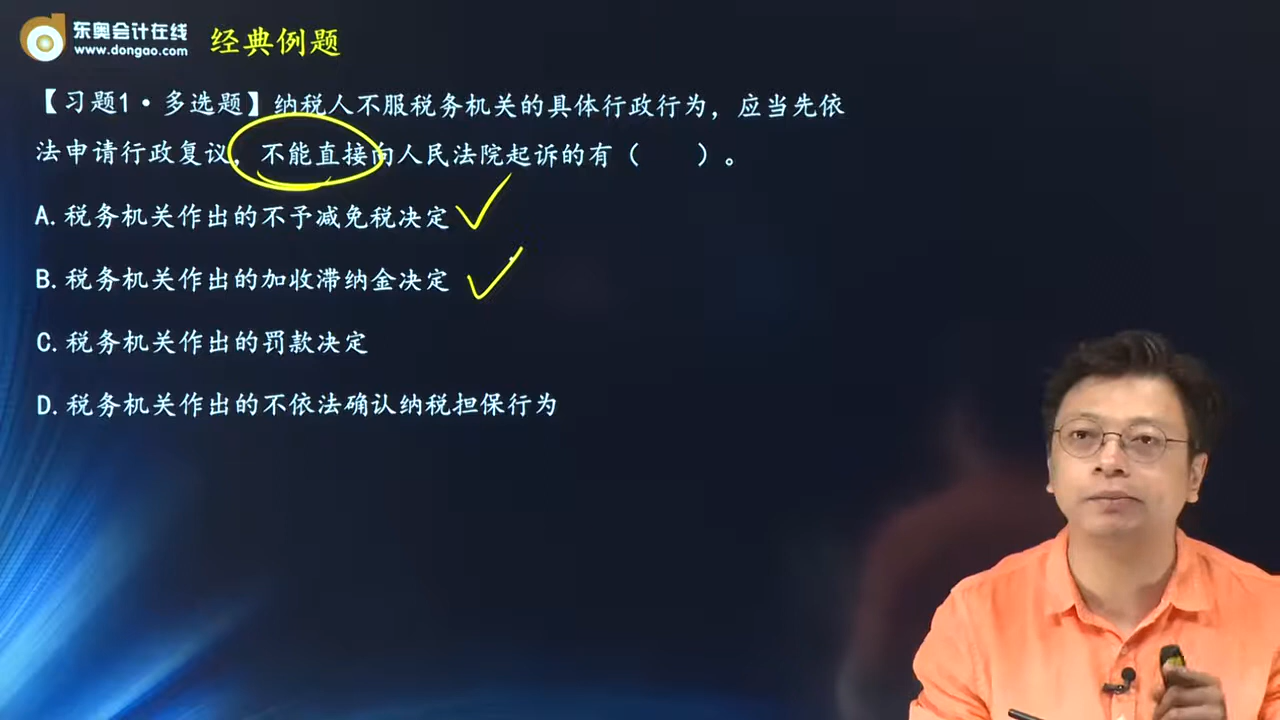 东奥会计在线
www.dongao.com
经典例题
【习题1·多选题】纳税人不服税务机关的具体行政行为，应当先依
法申请行政复议，不能直接向人民法院起诉的有（  ）。
A.税务机关作出的不予减免税决定
B.税务机关作出的加收滞纳金决定
C.税务机关作出的罚款决定
D.税务机关作出的不依法确认纳税担保行为